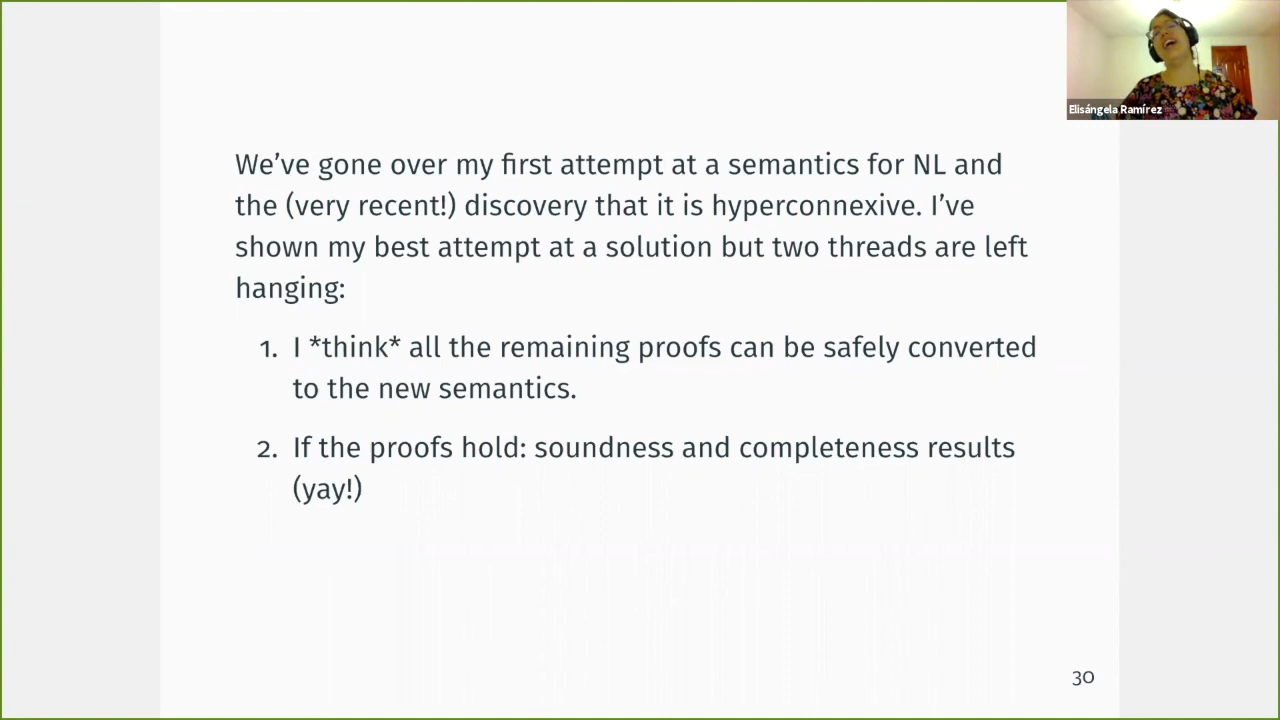 Elisángela Ramírez
We’ve gone over my first attempt at a semantics for NL and
the (very recent!) discovery that it is hyperconnexive. I’ve
shown my best attempt at a solution but two threads are left
hanging:
1. I *think* all the remaining proofs can be safely converted
to the new semantics.
2. If the proofs hold: soundness and completeness results
(yay!)
30